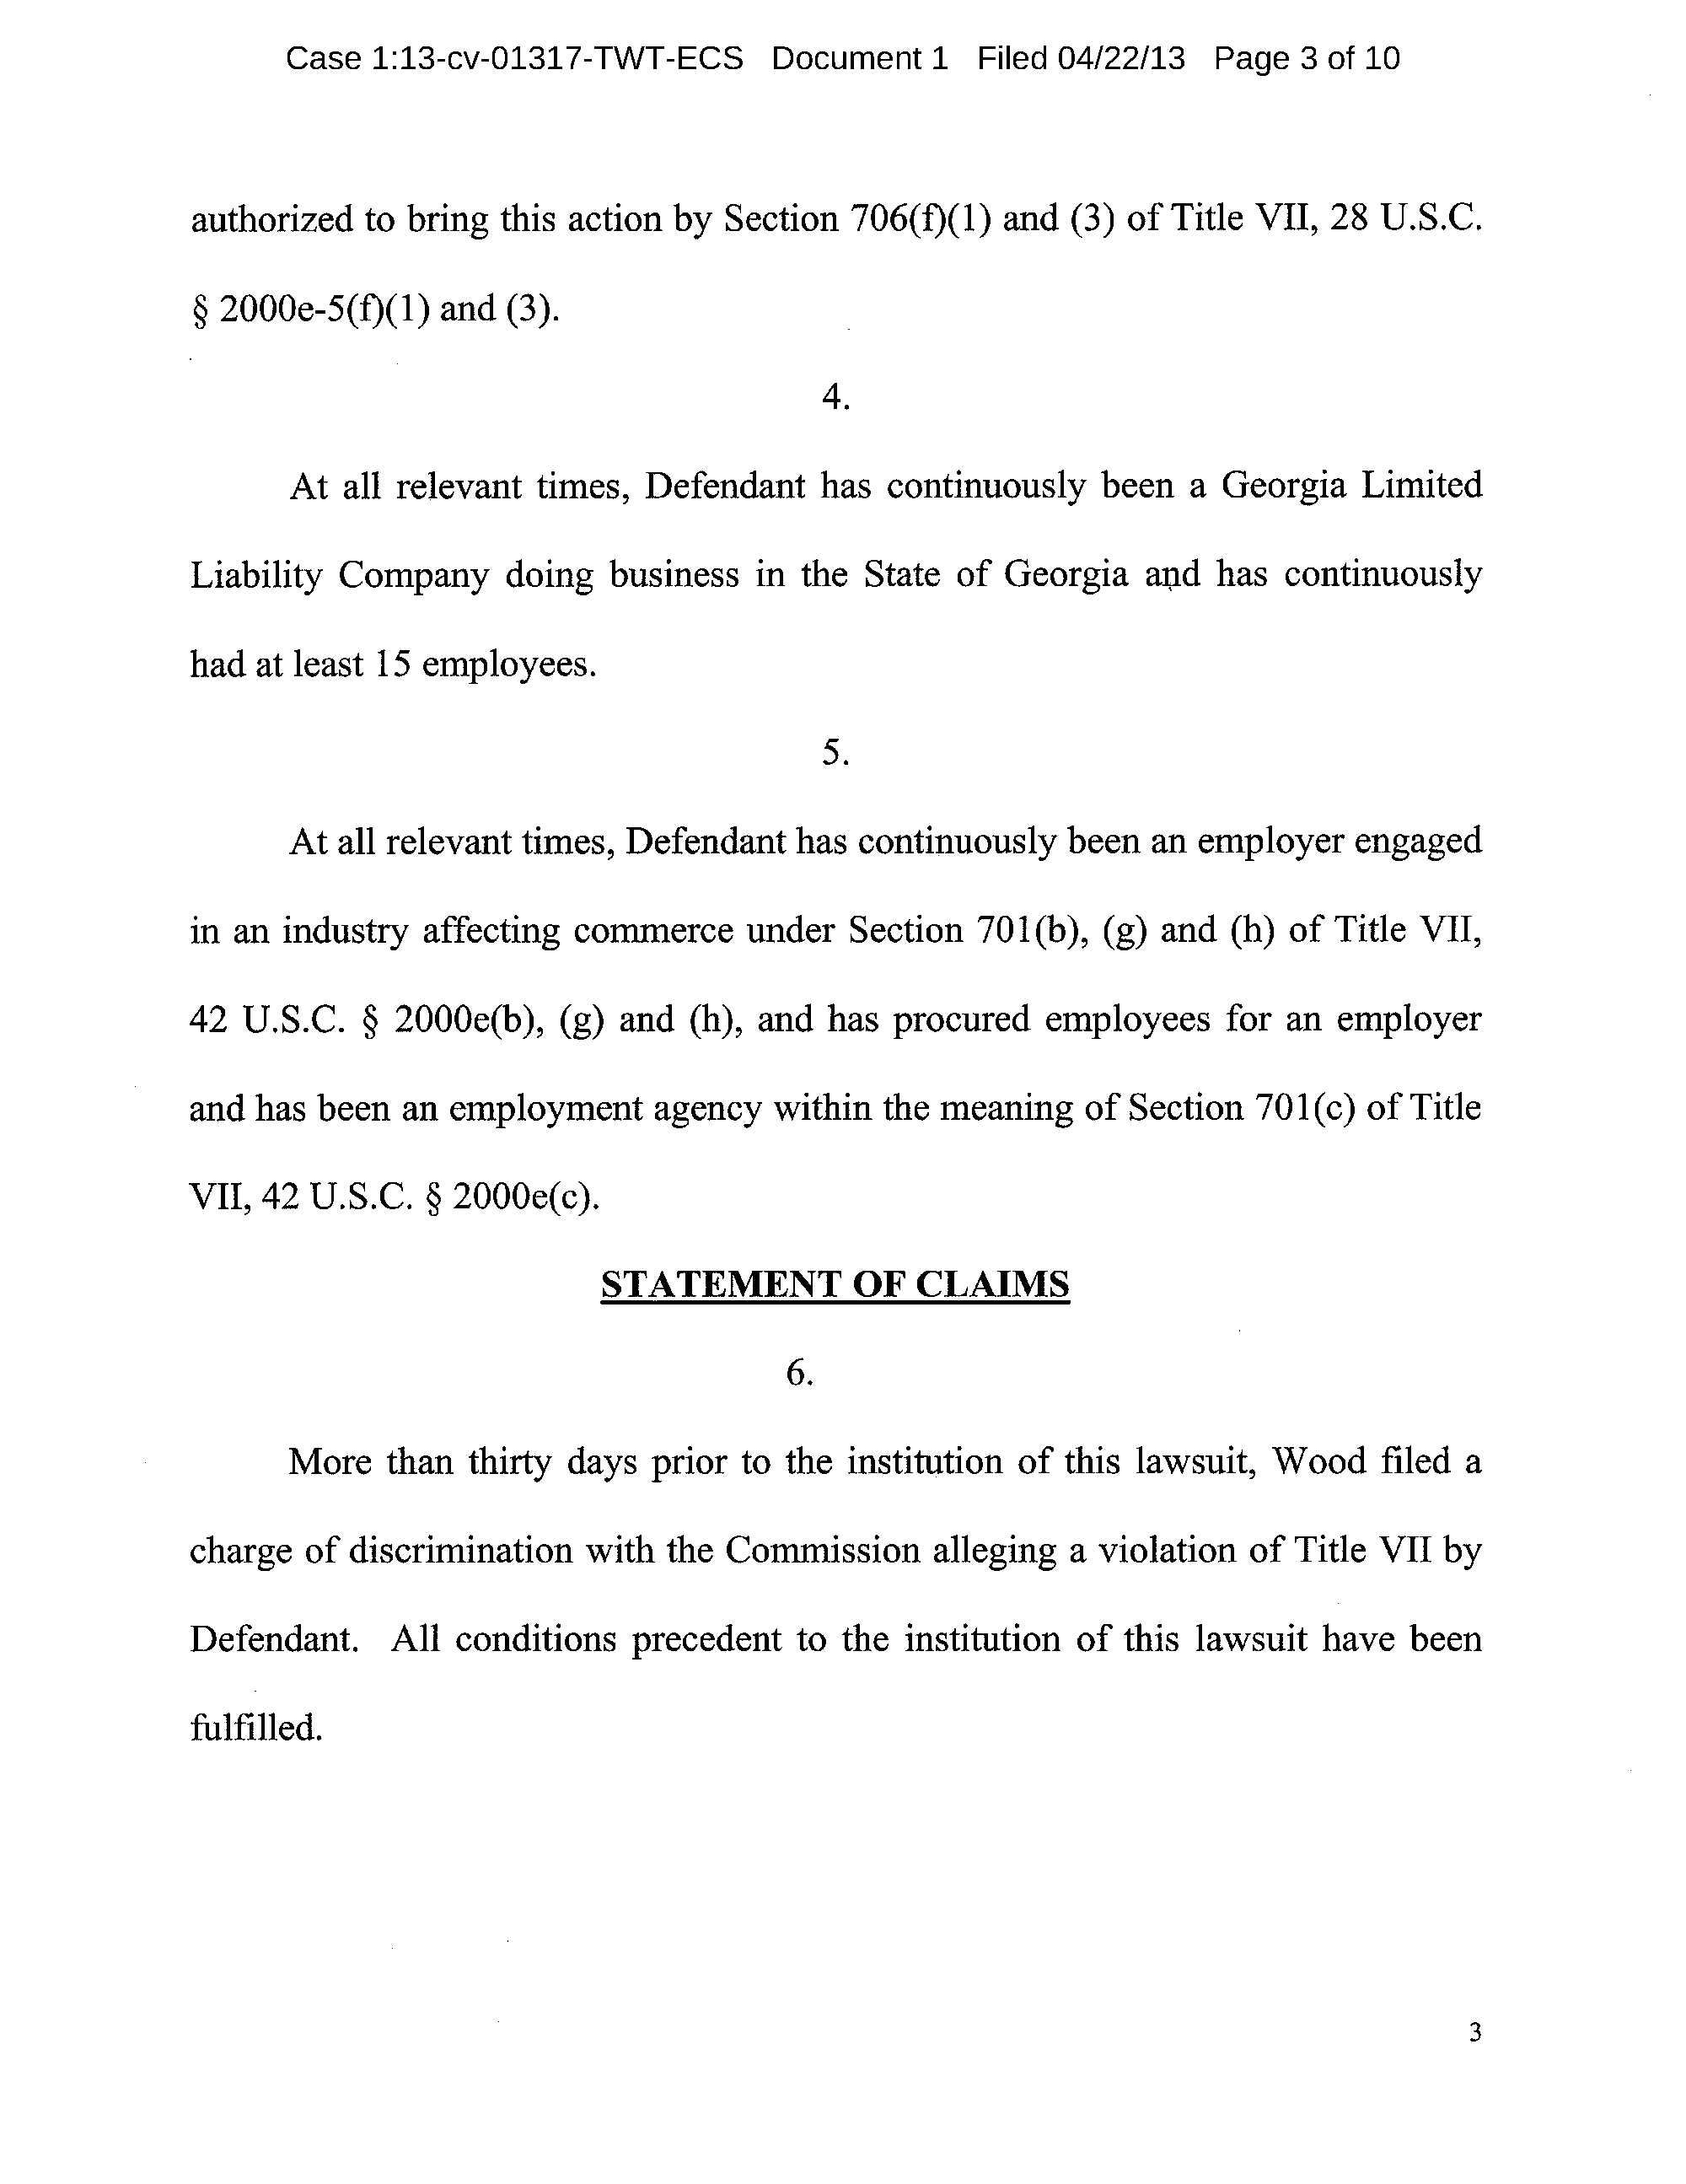 Case 1:13-cv-01317-TWT-ECS Document 1 Filed 04/22/13 Page 3 of 10
authorized to bring this action by Section 706(f)(1) and (3) of Title VII, 28 U.S.C.
§ 2000e-5(f)(1) and (3).
4.
At all relevant times, Defendant has continuously been a Georgia Limited
Liability Company doing business in the State of Georgia and has continuously
had at least 15 employees.
5.
At all relevant times, Defendant has continuously been an employer engaged
in an industry affecting commerce under Section 701(b), (g) and (h) of Title VII,
42 U.S.C. § 2000e(b), (g) and (h), and has procured employees for an employer
and has been an employment agency within the meaning of Section 701(c) of Title
VII, 42 U.S.C. § 2000e(c).
STATEMENT OF CLAIMS
6.
More than thirty days prior to the institution of this lawsuit, Wood filed a
charge of discrimination with the Commission alleging a violation of Title VII by
Defendant. All conditions precedent to the institution of this lawsuit have been
fulfilled.
3